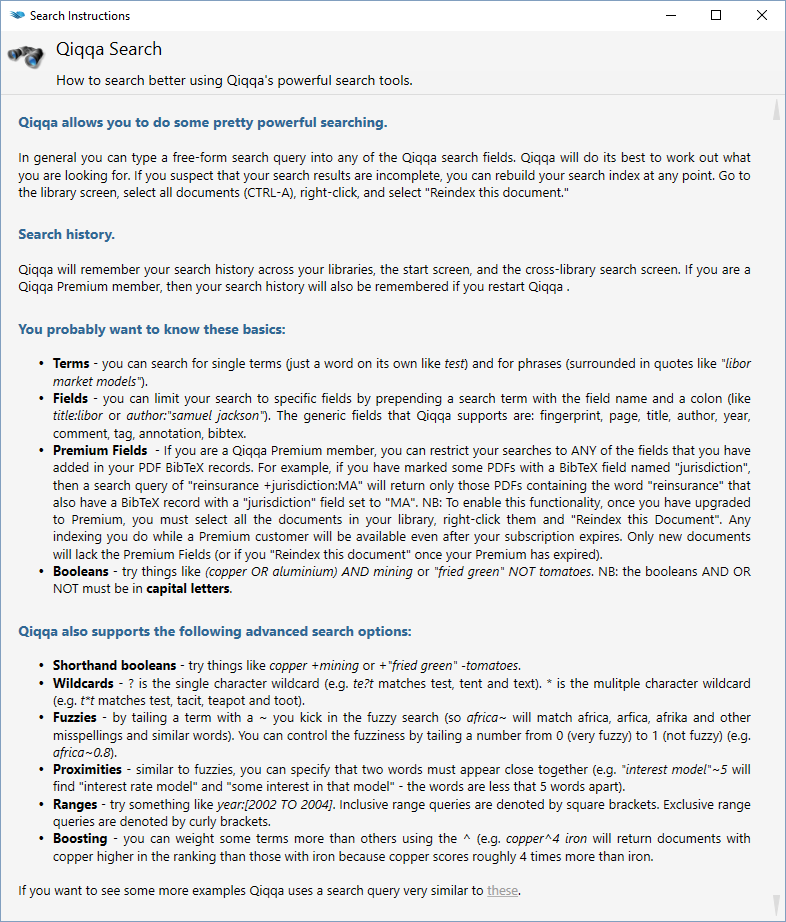 Search Instructions
Qiqqa Search
How to search better using Qiqqa's powerful search tools.
Qiqqa allows you to do some pretty powerful searching.
In general you can type a free-form search query into any of the Qiqqa search fields. Qiqqa will do its best to work out what
you are looking for. If you suspect that your search results are incomplete, you can rebuild your search index at any point. Go to
the library screen, select all documents (CTRL-A), right-click, and select "Reindex this document."
Search history.
Qiqqa will remember your search history across your libraries, the start screen, and the cross-library search screen. If you are a
Qiqqa Premium member, then your search history will also be remembered if you restart Qiqqa .
You probably want to know these basics:
• Terms - you can search for single terms (just a word on its own like test) and for phrases (surrounded in quotes like "libor
market models").
• Fields - you can limit your search to specific fields by prepending a search term with the field name and a colon (like
title:libor or author:"samuel jackson"). The generic fields that Qiqqa supports are: fingerprint, page, title, author, year,
comment, tag, annotation, bibtex.
• Premium Fields - If you are a Qiqqa Premium member, you can restrict your searches to ANY of the fields that you have
added in your PDF BibTeX records. For example, if you have marked some PDFs with a BibTeX field named "jurisdiction",
then a search query of "reinsurance +jurisdiction:MA" will return only those PDFs containing the word "reinsurance" that
also have a BibTeX record with a "jurisdiction" field set to "MA". NB: To enable this functionality, once you have upgraded
to Premium, you must select all the documents in your library, right-click them and "Reindex this Document". Any
indexing you do while a Premium customer will be available even after your subscription expires. Only new documents
will lack the Premium Fields (or if you "Reindex this document" once your Premium has expired).
• Booleans - try things like (copper OR aluminium) AND mining or "fried green" NOT tomatoes. NB: the booleans AND OR
NOT must be in capital letters.
Qiqqa also supports the following advanced search options:
• Shorthand booleans - try things like copper +mining or +"fried green" -tomatoes.
• Wildcards - ? is the single character wildcard (e.g. te?t matches test, tent and text). * is the mulitple character wildcard
(e.g. t*t matches test, tacit, teapot and toot).
• Fuzzies - by tailing a term with a ~ you kick in the fuzzy search (so africa~ will match africa, arfica, afrika and other
misspellings and similar words). You can control the fuzziness by tailing a number from 0 (very fuzzy) to 1 (not fuzzy) (e.g.
africa~0.8).
• Proximities - similar to fuzzies, you can specify that two words must appear close together (e.g. "interest model"~5 will
find "interest rate model" and "some interest in that model" - the words are less that 5 words apart).
• Ranges - try something like year:[2002 TO 2004]. Inclusive range queries are denoted by square brackets. Exclusive range
queries are denoted by curly brackets.
• Boosting - you can weight some terms more than others using the ^ (e.g. copper^4 iron will return documents with
copper higher in the ranking than those with iron because copper scores roughly 4 times more than iron.
If you want to see some more examples Qiqqa uses a search query very similar to these.